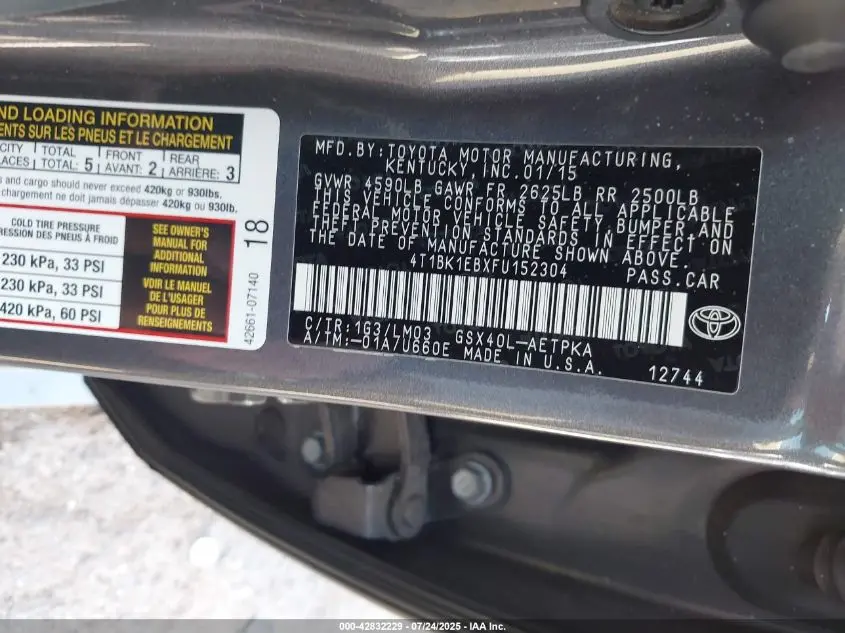 ND LOADING INFORMATION
ENTS SUR LES PNEUS ET LE CHARGEMENT
CITY TOTAL FRONT REAR
LACES TOTAL: 5 AVANT: 2 ARRIÈRE: 3
s and cargo should never exceed 420kg or 930lbs.
chargement ne doit jamais dépasser 420kg ou 930lb.
COLD TIRE PRESSURE
RESSION DES PNEUS À FROID
230 kPa, 33 PSI
230 kPa, 33 PSI
420 kPa, 60 PSI
SEE OWNER'S
MANUAL FOR
ADDITIONAL
INFORMATION
VOIR LE MANUEL
DE L'USAGER
POUR PLUS DE
RENSEIGNEMENTS
18
42661-07140
MFD.BY:TOYOTA MOTOR MANUFACTURING,
KENTUCKY, INC.01/15
GVWR 4590LB GAWR FR 2625LB RR 2500LB
THIS VEHICLE CONFORMS TO ALL APPLICABLE
FEDERAL MOTOR VEHICLE SAFETY,BUMPER,AND
THEFT PREVENTION STANDARDS IN EFFECT ON
THE DATE OF MANUFACTURE SHOWN ABOVE.
4T1BK1EBXFU152304 PASS.CAR
C/TR:1G3/LM03 GSX40L-AETPKA
A/TM:-01A/U660E MADE IN U.S.A.
12744
000-42832229 - 07/24/2025 - IAA Inc.